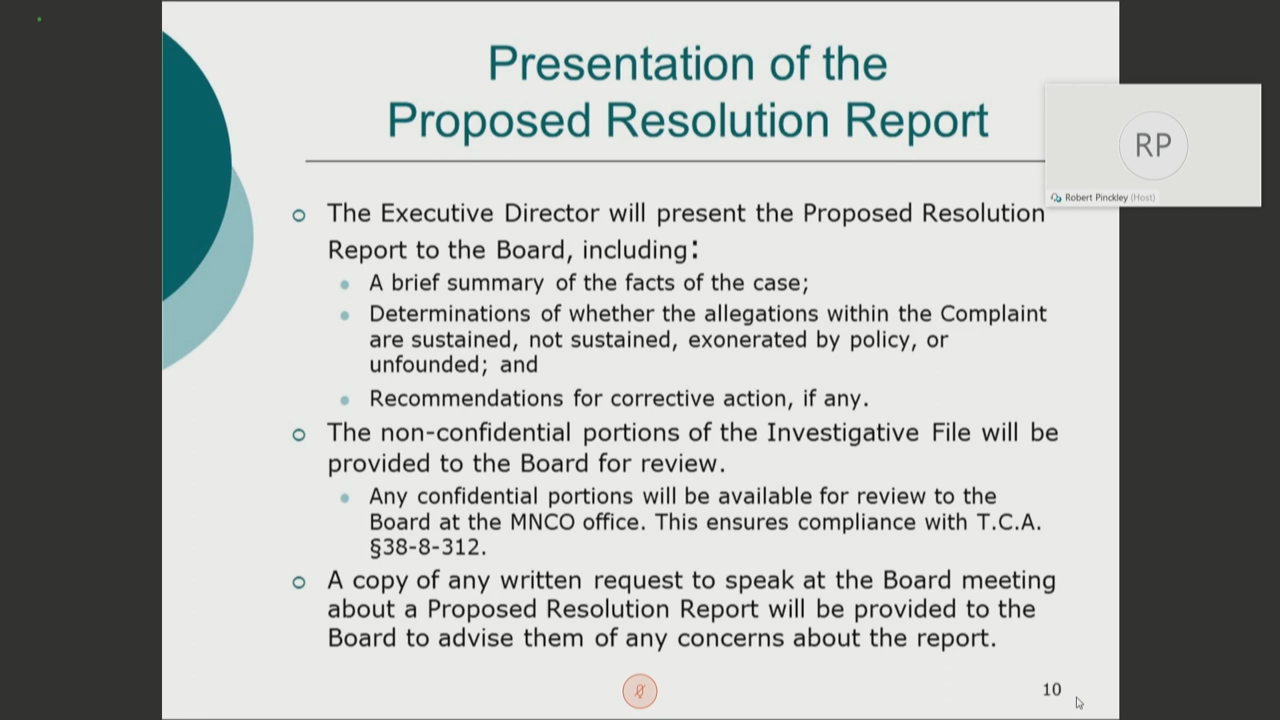 Presentation of the
Proposed Resolution Report
RP
Robert Pinckley (Host)
The Executive Director will present the Proposed Resolution
Report to the Board, including:
A brief summary of the facts of the case;
Determinations of whether the allegations within the Complaint
are sustained, not sustained, exonerated by policy, or
unfounded; and
Recommendations for corrective action, if any.
The non-confidential portions of the Investigative File will be
provided to the Board for review.
Any confidential portions will be available for review to the
Board at the MNCO office. This ensures compliance with T.C.A.
§38-8-312.
A copy of any written request to speak at the Board meeting
about a Proposed Resolution Report will be provided to the
Board to advise them of any concerns about the report.
10